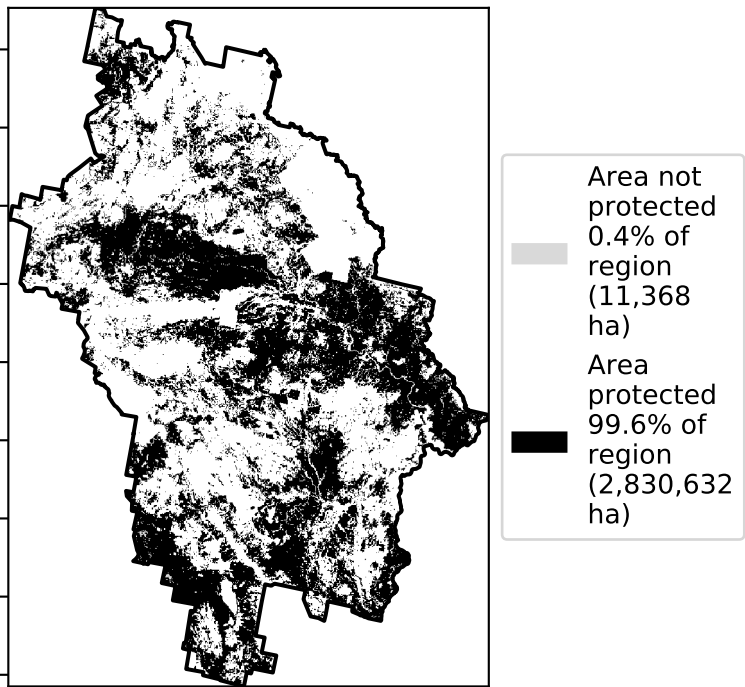 Area not
protected
0.4% of
region
(11,368
ha)
Area
protected
99.6% of
region
(2,830,632
ha)